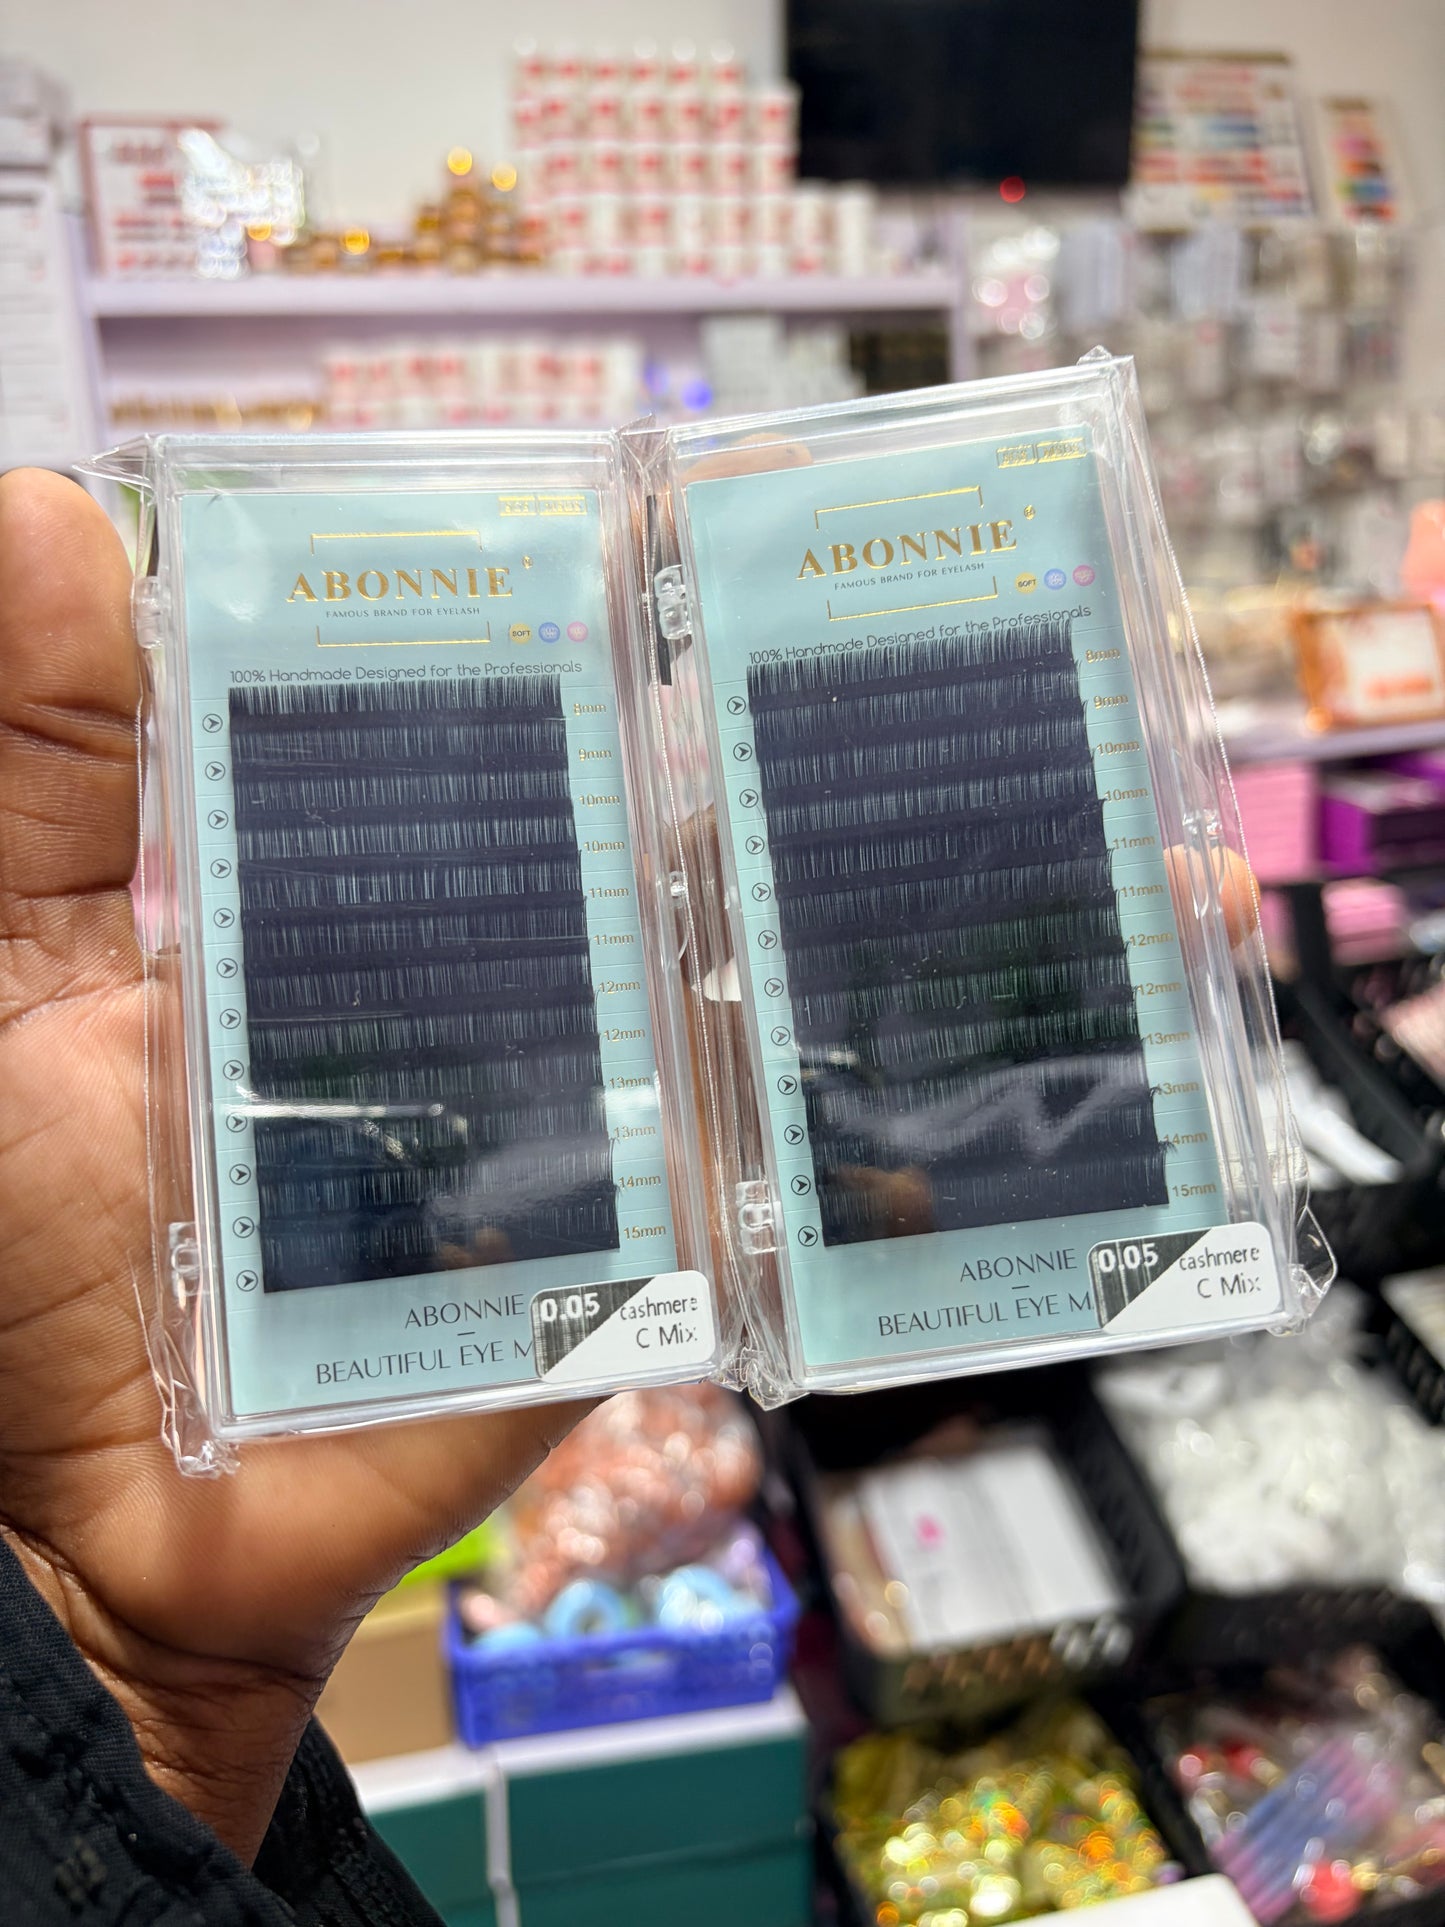 ABONNIE
FAMOUS BRAND FOR EYELASH
SOFT
100% Handmade Designed for the Professionals
8mm
9mm
10mm
10mm
11mm
11mm
12mm
12mm
13mm
13mm
14mm
15mm
ABONNIE
BEAUTIFUL EYE M
0.05 cashmere
C Mix
ABONNIE
FAMOUS BRAND FOR EYELASH
SOFT
100% Handmade Designed for the Professionals
8mm
9mm
10mm
10mm
11mm
11mm
12mm
12mm
13mm
13mm
14mm
15mm
ABONNIE
BEAUTIFUL EYE M
0.05 cashmere
C Mix